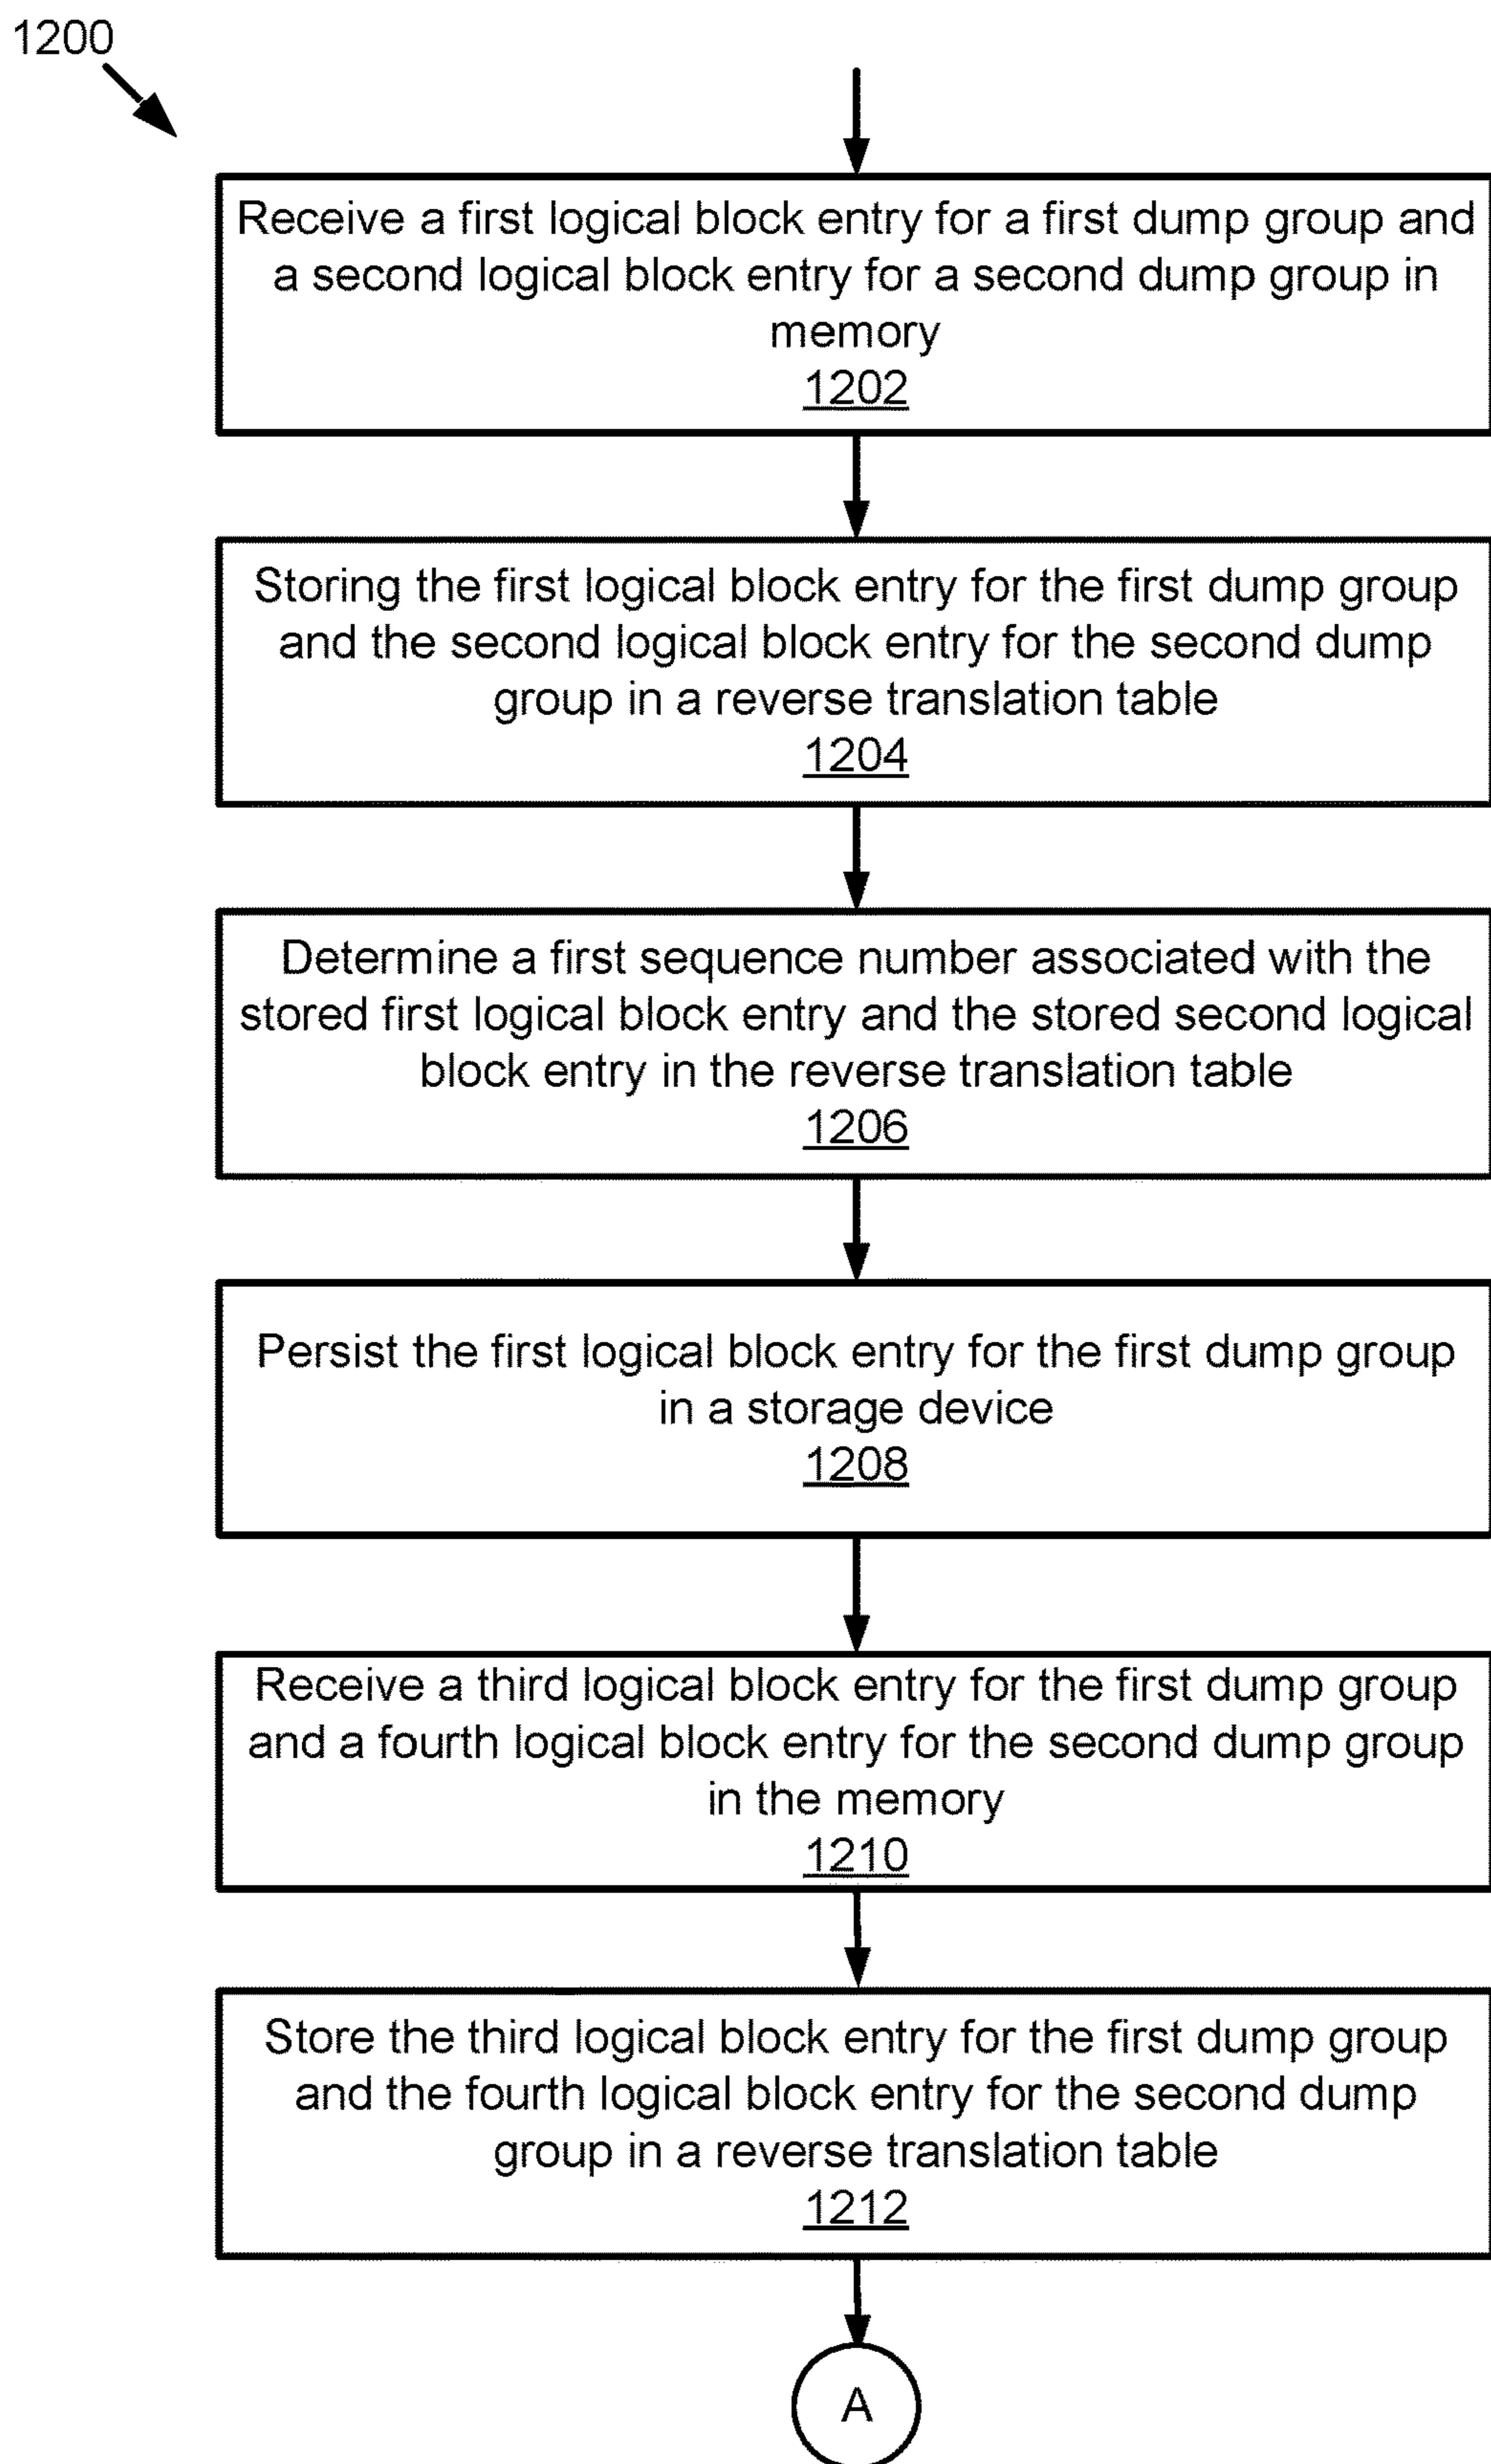 1200
Receive a first logical block entry for a first dump group and
a second logical block entry for a second dump group in
memory
1202
Storing the first logical block entry for the first dump group
and the second logical block entry for the second dump
group in a reverse translation table
1204
Determine a first sequence number associated with the
stored first logical block entry and the stored second logical
block entry in the reverse translation table
1206
Persist the first logical block entry for the first dump group
in a storage device
1208
Receive a third logical block entry for the first dump group
and a fourth logical block entry for the second dump group
in the memory
1210
Store the third logical block entry for the first dump group
and the fourth logical block entry for the second dump
group in a reverse translation table
1212
A